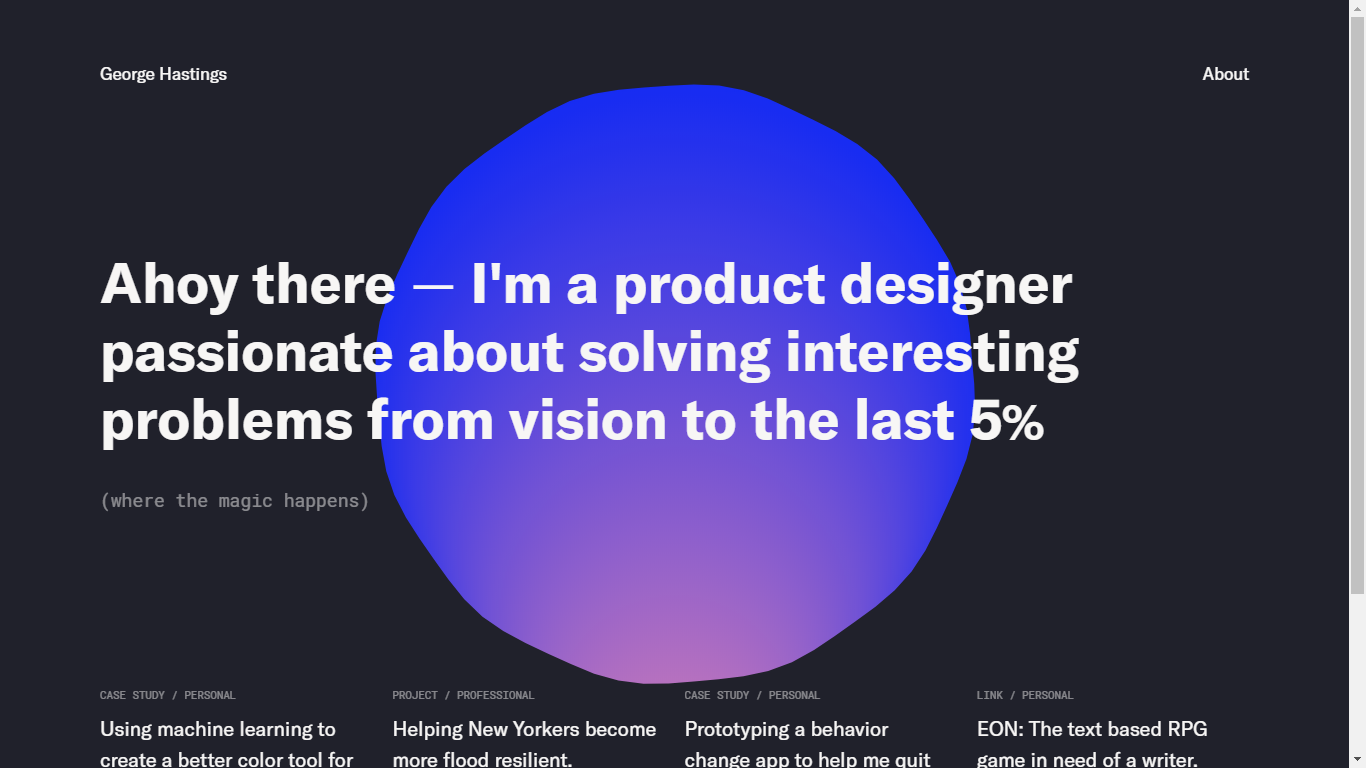 George Hastings
About
Ahoy there — I'm a product designer
passionate about solving interesting
problems from vision to the last 5%
(where the magic happens)
CASE STUDY / PERSONAL
Using machine learning to
create a better color tool for
PROJECT / PROFESSIONAL
Helping New Yorkers become
more flood resilient.
CASE STUDY / PERSONAL
Prototyping a behavior
change app to help me quit
LINK / PERSONAL
EON: The text based RPG
game in need of a writer.